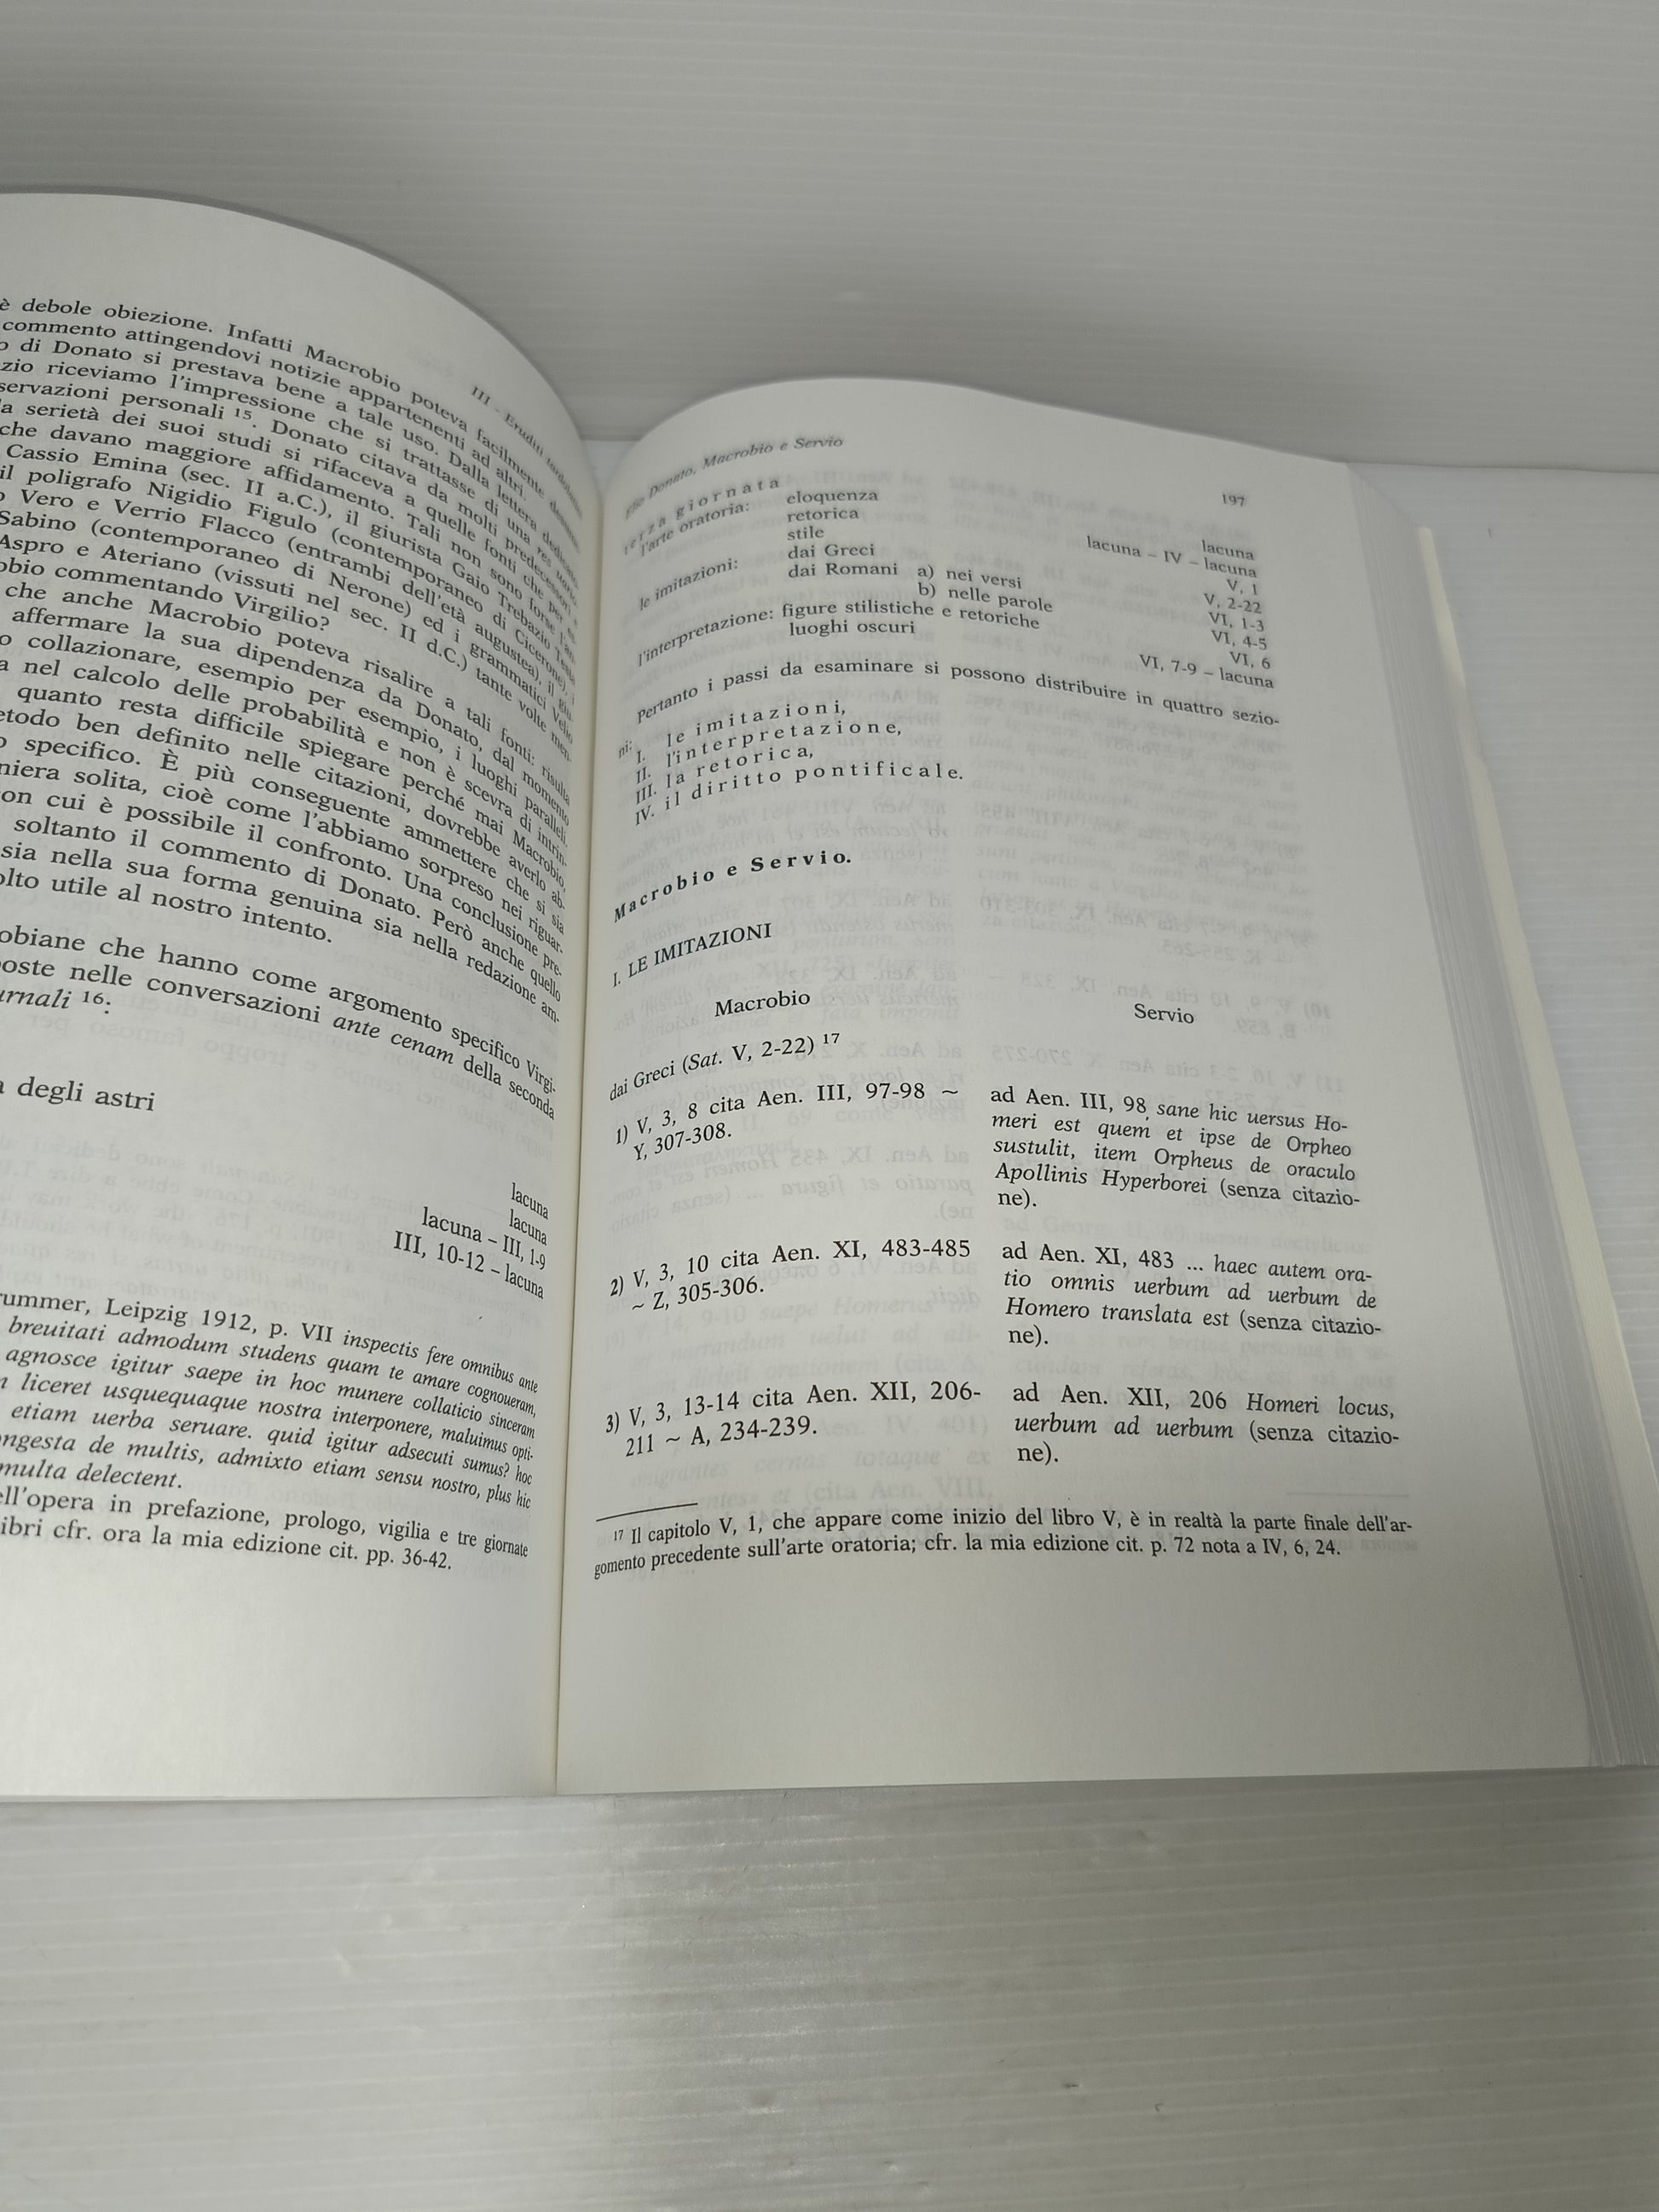 III - Eruditi
è debole obiezione. Infatti Macrobio poteva facilmente
commento attingendovi notizie appartenenti ad altri.
di Donato si prestava bene a tale uso. Dalla lettera
zio riceviamo l'impressione che si trattasse di una res
servazioni personali 15. Donato citava da molti predecessori
la serietà dei suoi studi si rifaceva a quelle fonti che per
che davano maggiore affidamento. Tali non sono forse
Cassio Emina (sec. II a.C.), il giurista Gaio Trebazio Testa
il poligrafo Nigidio Figulo (contemporaneo di Cicerone),
Vero e Verrio Flacco (entrambi dell'età augustea), il
Sabino (contemporaneo di Nerone) ed i grammatici
Aspro e Ateriano (vissuti nel sec. II d.C.) tante volte men-
obio commentando Virgilio?
che anche Macrobio poteva risalire a tali fonti: risulta
affermare la sua dipendenza da Donato, dal momento
o collazionare, esempio per esempio, i luoghi paralleli.
a nel calcolo delle probabilità e non è scevra di intrin-
quanto resta difficile spiegare perché mai Macrobio,
etodo ben definito nelle citazioni, dovrebbe averlo ab-
o specifico. È più conseguente ammettere che si sia
niera solita, cioè come l'abbiamo sorpreso nei riguar-
on cui è possibile il confronto. Una conclusione pre-
soltanto il commento di Donato. Però anche quello
sia nella sua forma genuina sia nella redazione am-
olto utile al nostro intento.
obiane che hanno come argomento specifico Virgi-
poste nelle conversazioni ante cenam della seconda
urnali 16:
a degli astri
lacuna
lacuna
lacuna – III, 1-9
III, 10-12 – lacuna
rummer, Leipzig 1912, p. VII inspectis fere omnibus ante
breuitati admodum studens quam te amare cognoueram,
agnosce igitur saepe in hoc munere collaticio sinceram
n liceret usquequaque nostra interponere, maluimus opti-
etiam uerba seruare. quid igitur adsecuti sumus? hoc
ongesta de multis, admixto etiam sensu nostro, plus hic
multa delectent.
ell'opera in prefazione, prologo, vigilia e tre giornate
ibri cfr. ora la mia edizione cit. pp. 36-42.
Elio Donato, Macrobio e Servio 197
terza giornata
l'arte oratoria: eloquenza lacuna
retorica lacuna – IV – lacuna
stile V, 1
le imitazioni: dai Greci V, 2-22
dai Romani a) nei versi VI, 1-3
b) nelle parole VI, 4-5
l'interpretazione: figure stilistiche e retoriche VI, 6
luoghi oscuri VI, 7-9 – lacuna
Pertanto i passi da esaminare si possono distribuire in quattro sezio-
ni:
I. le imitazioni,
II. l'interpretazione,
III. la retorica,
IV. il diritto pontificale.
Macrobio e Servio.
I. LE IMITAZIONI
Macrobio
dai Greci (Sat. V, 2-22) 17
1) V, 3, 8 cita Aen. III, 97-98 ~
Y, 307-308.
2) V, 3, 10 cita Aen. XI, 483-485
~ Z, 305-306.
3) V, 3, 13-14 cita Aen. XII, 206-
211 ~ A, 234-239.
Servio
ad Aen. III, 98 sane hic uersus Ho-
meri est quem et ipse de Orpheo
sustulit, item Orpheus de oraculo
Apollinis Hyperborei (senza citazio-
ne).
ad Aen. XI, 483 ... haec autem ora-
tio omnis uerbum ad uerbum de
Homero translata est (senza citazio-
ne).
ad Aen. XII, 206 Homeri locus,
uerbum ad uerbum (senza citazio-
ne).
17 Il capitolo V, 1, che appare come inizio del libro V, è in realtà la parte finale dell'ar-
gomento precedente sull'arte oratoria; cfr. la mia edizione cit. p. 72 nota a IV, 6, 24.